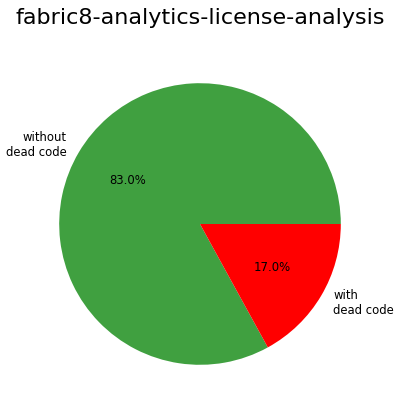 fabric8-analytics-license-analysis
without
dead code
83.0%
17.0%
with
dead code